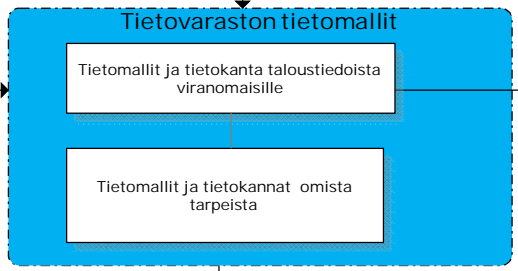 Tietovaraston tietomallit
Tietomallit ja tietokanta taloustiedoista
viranomaisille
Tietomallit ja tietokannat omista
tarpeista